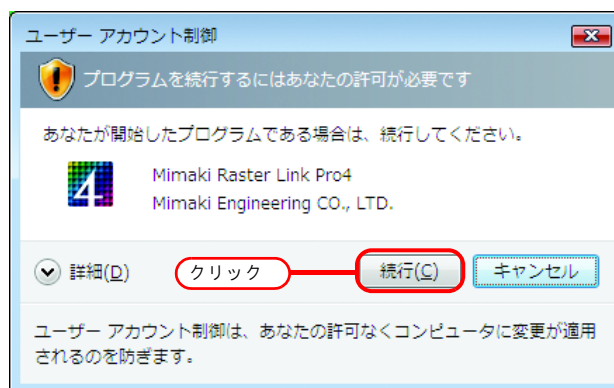 ユーザー アカウント制御
プログラムを続行するにはあなたの許可が必要です
あなたが開始したプログラムである場合は、続行してください。
4
Mimaki Raster Link Pro4
Mimaki Engineering CO., LTD.
詳細(D)
クリック
続行(C)
キャンセル
ユーザー アカウント制御は、あなたの許可なくコンピュータに変更が適用
されるのを防ぎます。